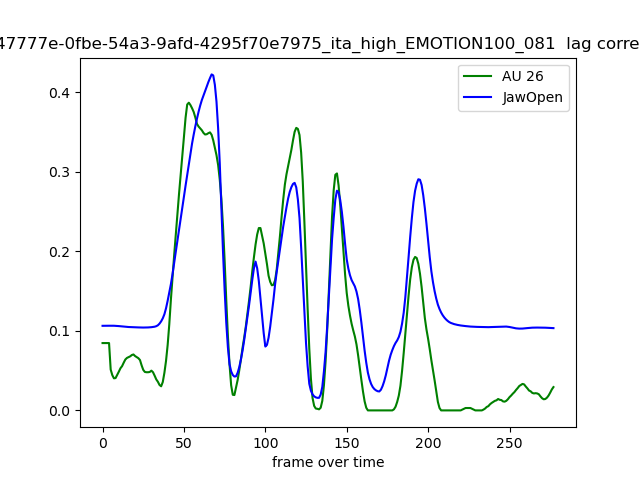 47777e-0fbe-54a3-9afd-4295f70e7975_ita_high_EMOTION100_081 lag corre
AU 26
JawOpen
0.4
0.3
0.2
0.1
0.0
0 50 100 150 200 250
frame over time